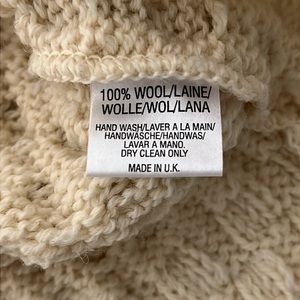 100% WOOL/LAINE/
WOLLE/WOL/LANA
HAND WASH/LAVER A LA MAIN/
HANDWASCHE/HANDWAS/
LAVAR A MANO.
DRY CLEAN ONLY
MADE IN U.K.